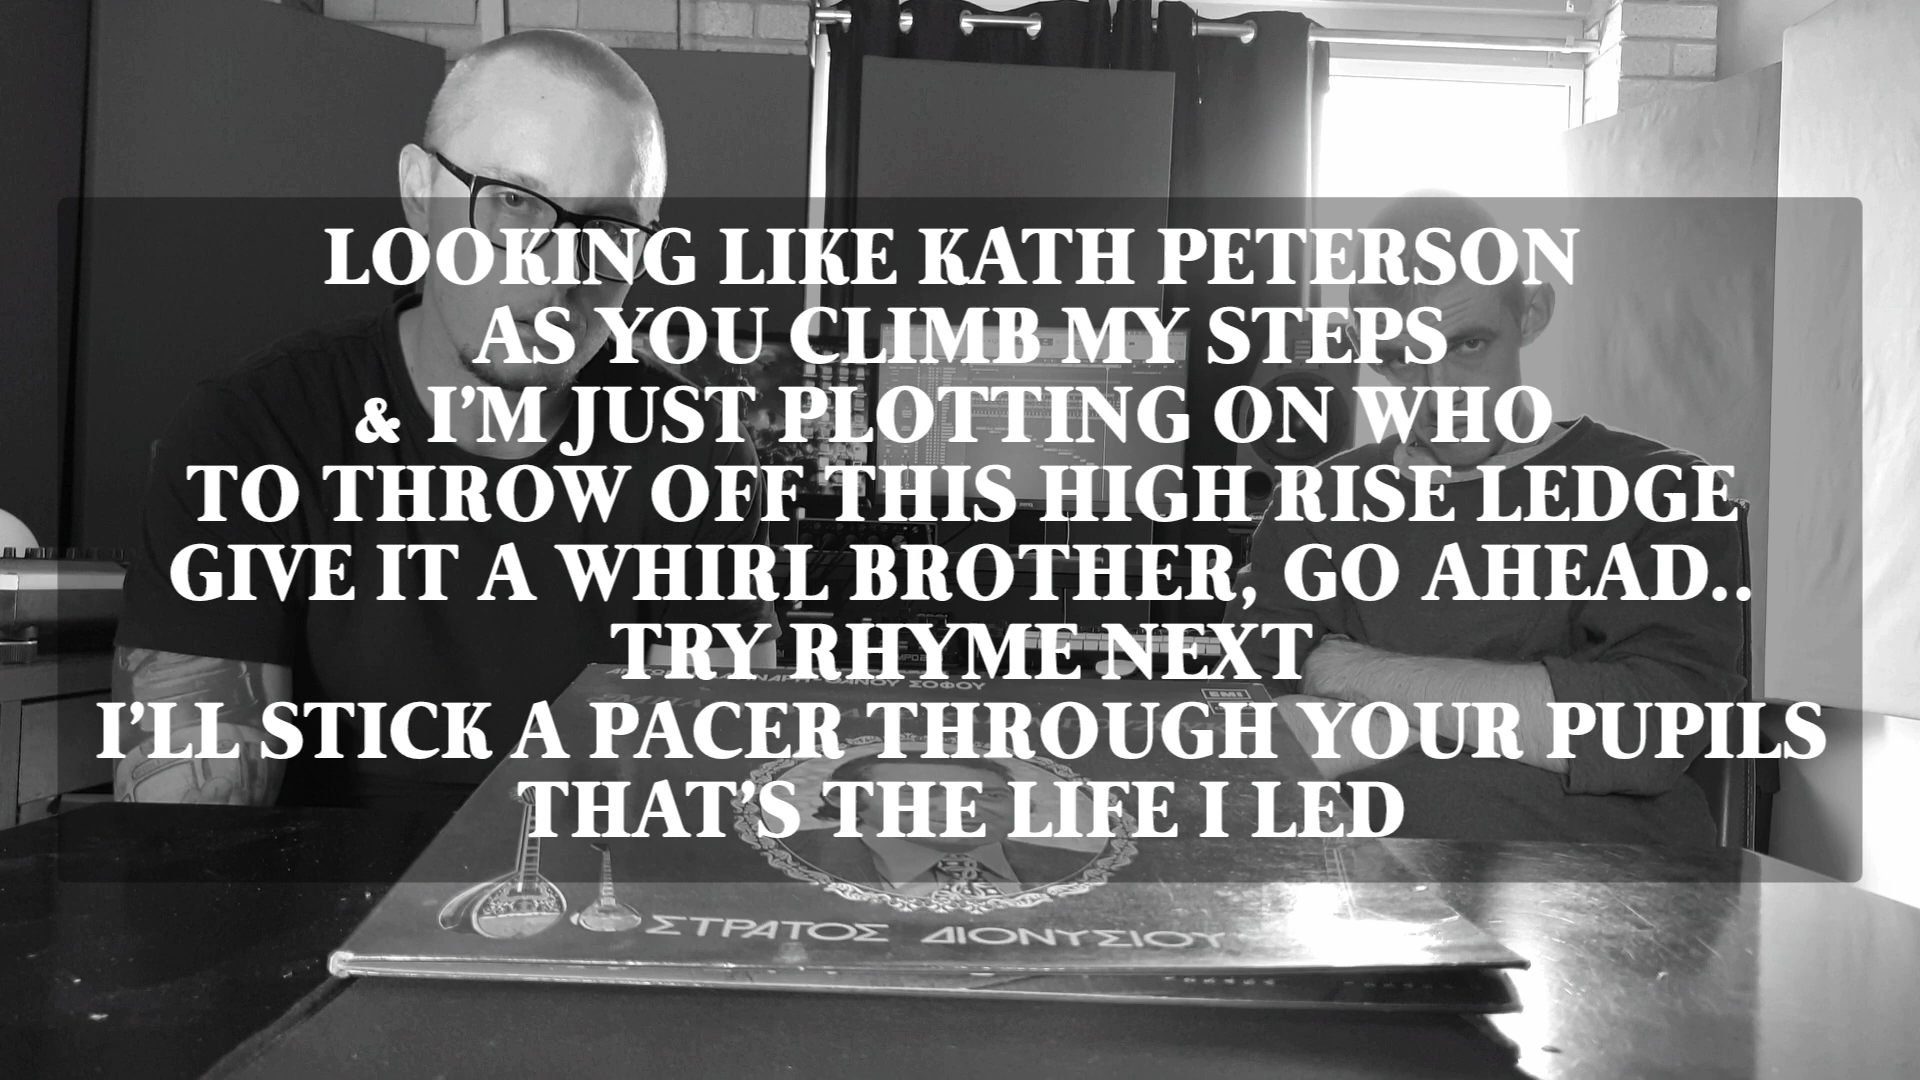 LOOKING LIKE KATH PETERSON
AS YOU CLIMB MY STEPS
& I'M JUST PLOTTING ON WHO
TO THROW OFF THIS HIGH RISE LEDGE
GIVE IT A WHIRL BROTHER, GO AHEAD..
TRY RHYME NEXT
I'LL STICK A PACER THROUGH YOUR PUPILS
THAT'S THE LIFE I LED
ΣΟΦΟΥ
EMI
ΣΤΡΑΤΟΣ ΔΙΟΝΥΣΙΟΥ